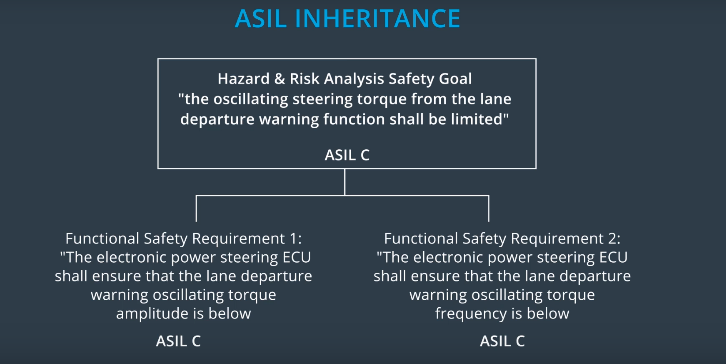 ASIL INHERITANCE
Hazard & Risk Analysis Safety Goal
"the oscillating steering torque from the lane
departure warning function shall be limited"
ASIL C
Functional Safety Requirement 1:
"The electronic power steering ECU
shall ensure that the lane departure
warning oscillating torque
amplitude is below
ASIL C
Functional Safety Requirement 2:
"The electronic power steering ECU
shall ensure that the lane departure
warning oscillating torque
frequency is below
ASIL C